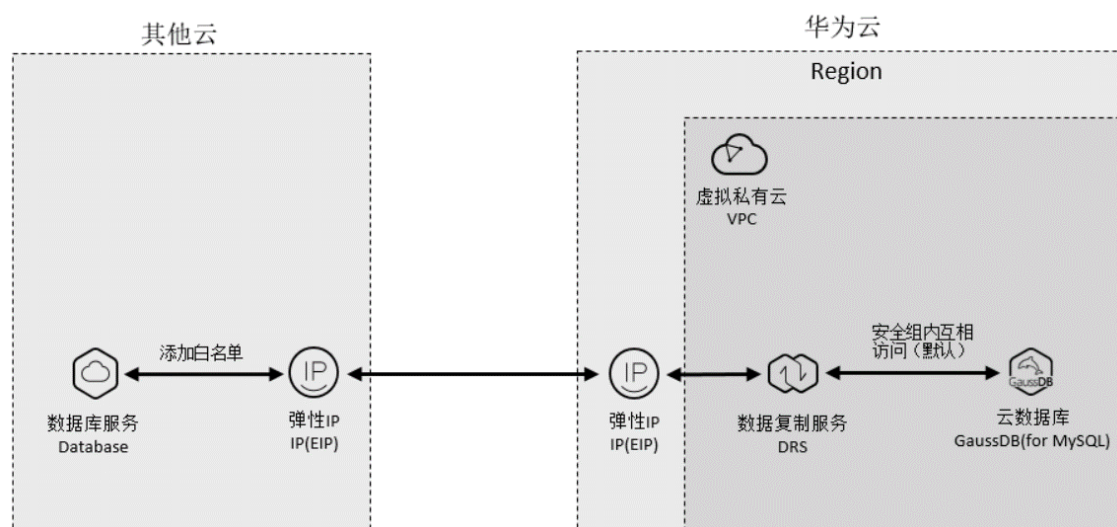 其他云
华为云
Region
虚拟私有云
VPC
添加白名单
IP
数据库服务
Database
弹性IP
IP(EIP)
IP
弹性IP
IP(EIP)
数据复制服务
DRS
安全组内互相
访问（默认）
GaussDB
云数据库
GaussDB(for MySQL)